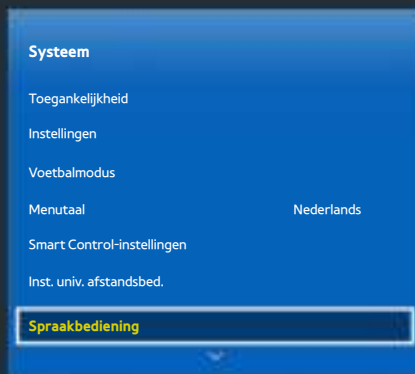 Systeem
Toegankelijkheid
Instellingen
Voetbalmodus
Menutaal Nederlands
Smart Control-instellingen
Inst. univ. afstandsbed.
Spraakbediening